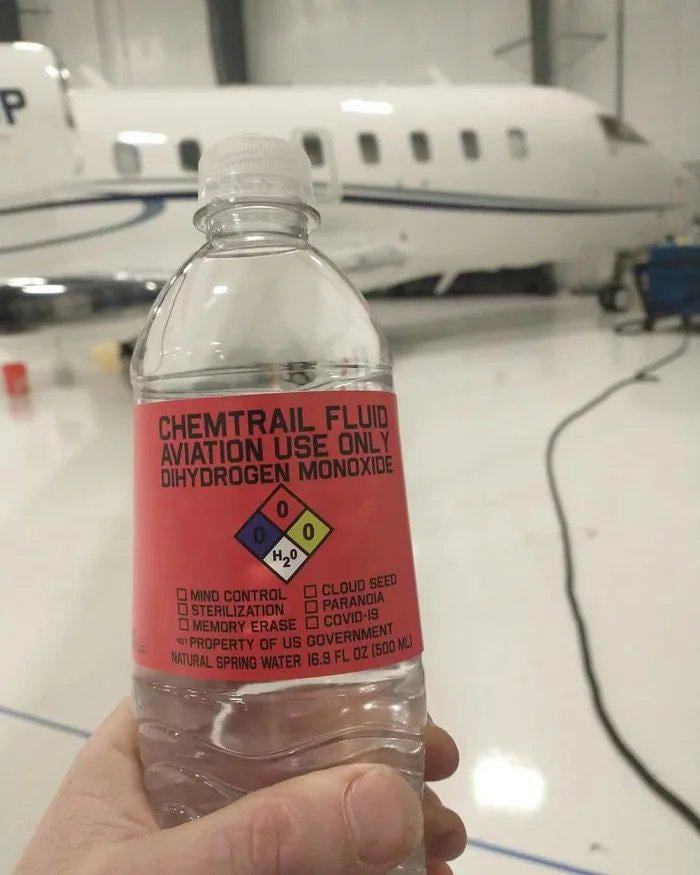 P
CHEMTRAIL FLUID
AVIATION USE ONLY
DIHYDROGEN MONOXIDE
0
0 0
H₂0
☐ MIND CONTROL ☐ CLOUD SEED
☐ STERILIZATION ☐ PARANOIA
☐ MEMORY ERASE ☐ COVID-19
NOT PROPERTY OF US GOVERNMENT
NATURAL SPRING WATER 16.9 FL OZ (500 ML)